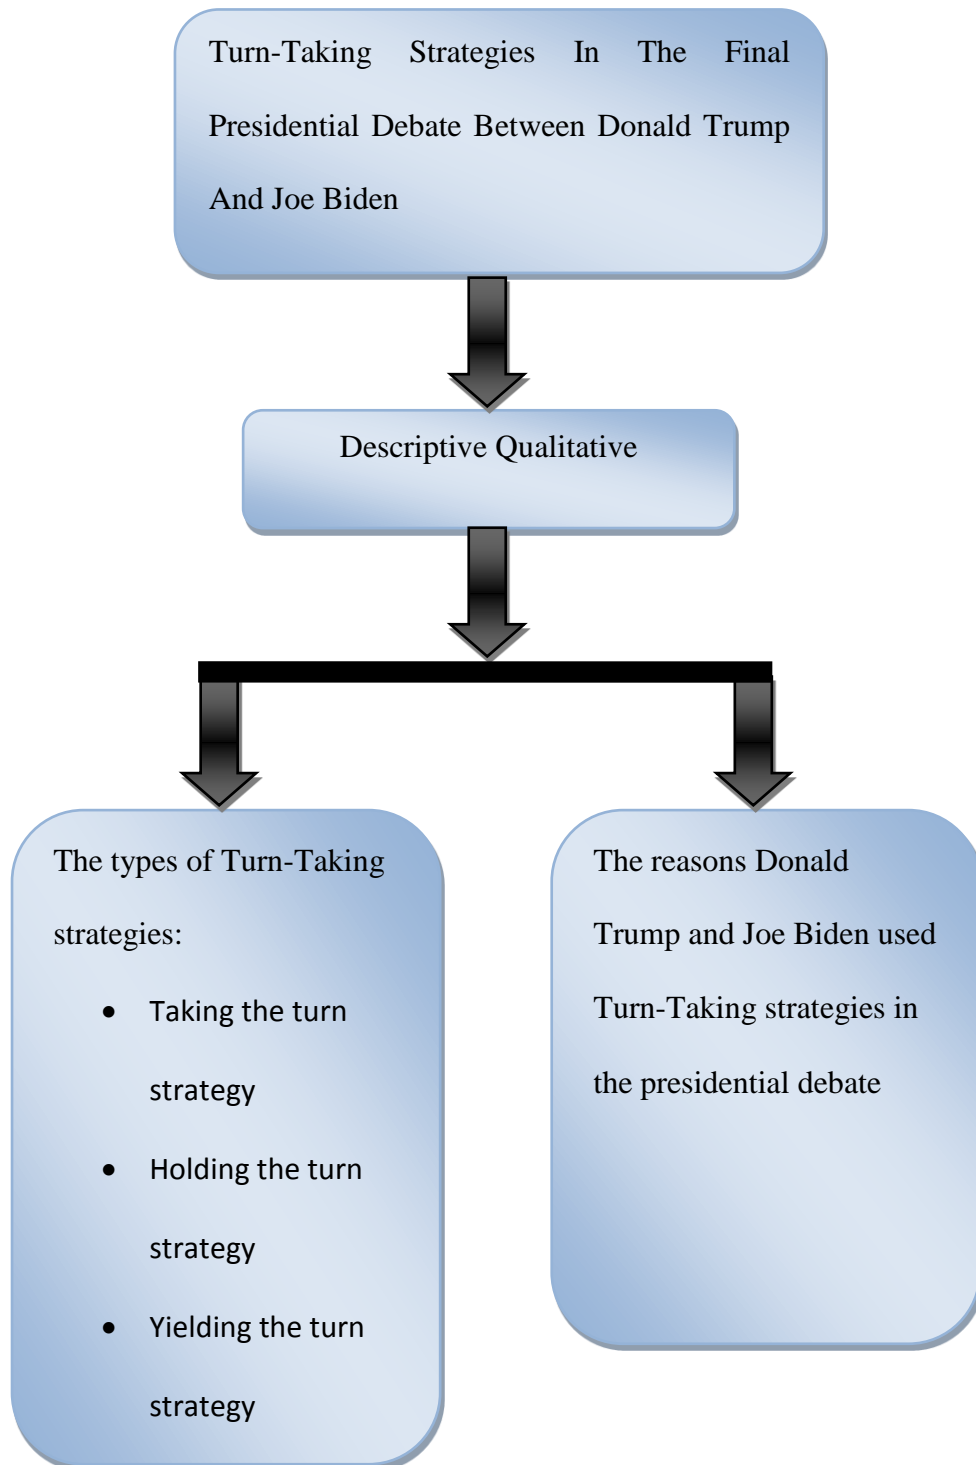 Turn-Taking Strategies In The Final
Presidential Debate Between Donald Trump
And Joe Biden
Descriptive Qualitative
The types of Turn-Taking
strategies:
• Taking the turn
strategy
• Holding the turn
strategy
• Yielding the turn
strategy
The reasons Donald
Trump and Joe Biden used
Turn-Taking strategies in
the presidential debate